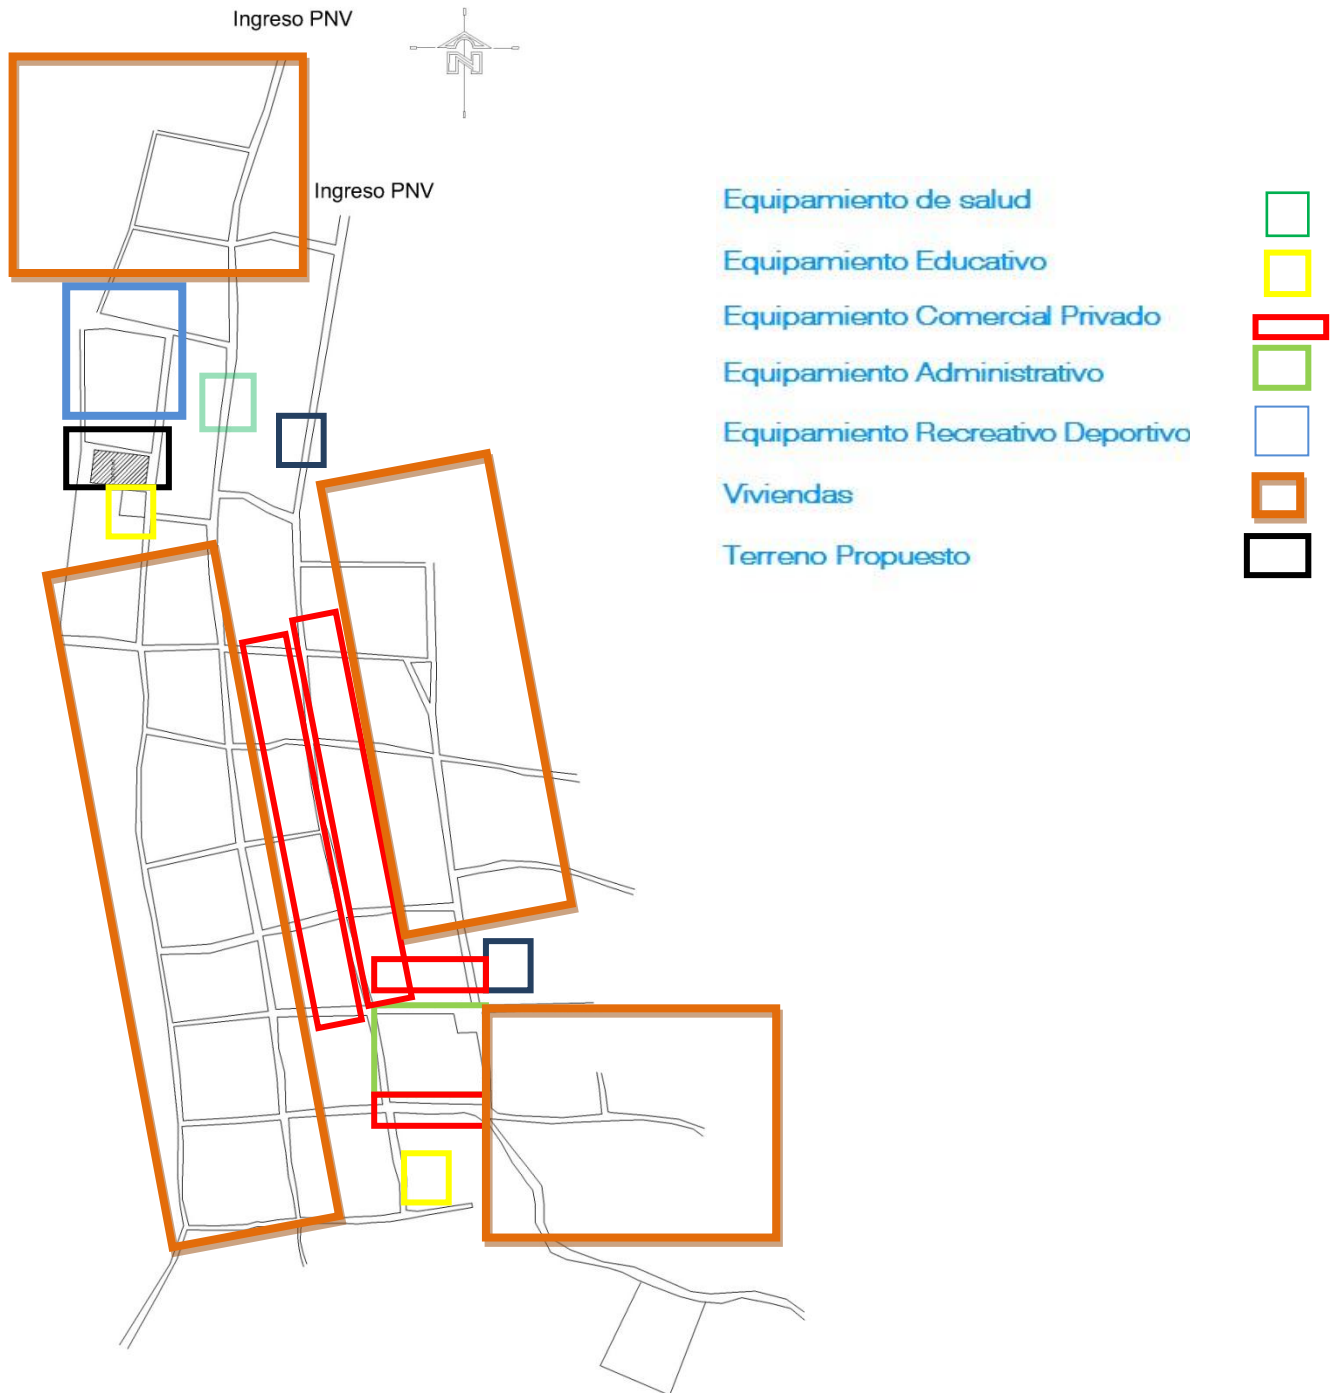 Ingreso PNV
N
Ingreso PNV
Equipamiento de salud
Equipamiento Educativo
Equipamiento Comercial Privado
Equipamiento Administrativo
Equipamiento Recreativo Deportivo
Viviendas
Terreno Propuesto